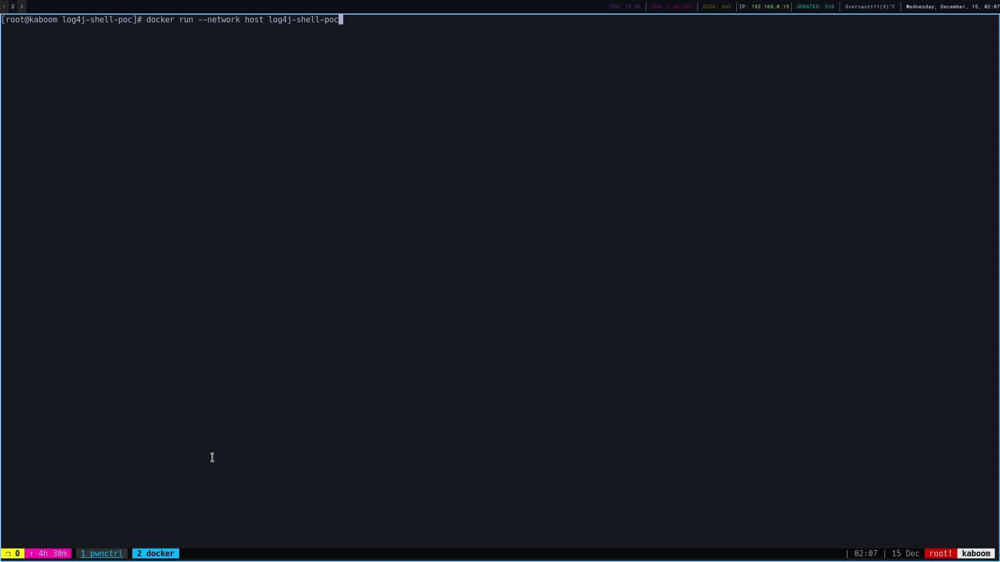 1 2 8 CPU: 19.5% | RAM: 2.4G/32G | DISK: 66% | IP: 192.168.0.15 | UPDATES: 216 | Overcast+11(9)°C | Wednesday, December, 15, 02:07
[root@kaboom log4j-shell-poc]# docker run --network host log4j-shell-poc
❐ 0 ↑ 4h 30m 1 pwnctrl 2 docker | 02:07 | 15 Dec root! kaboom